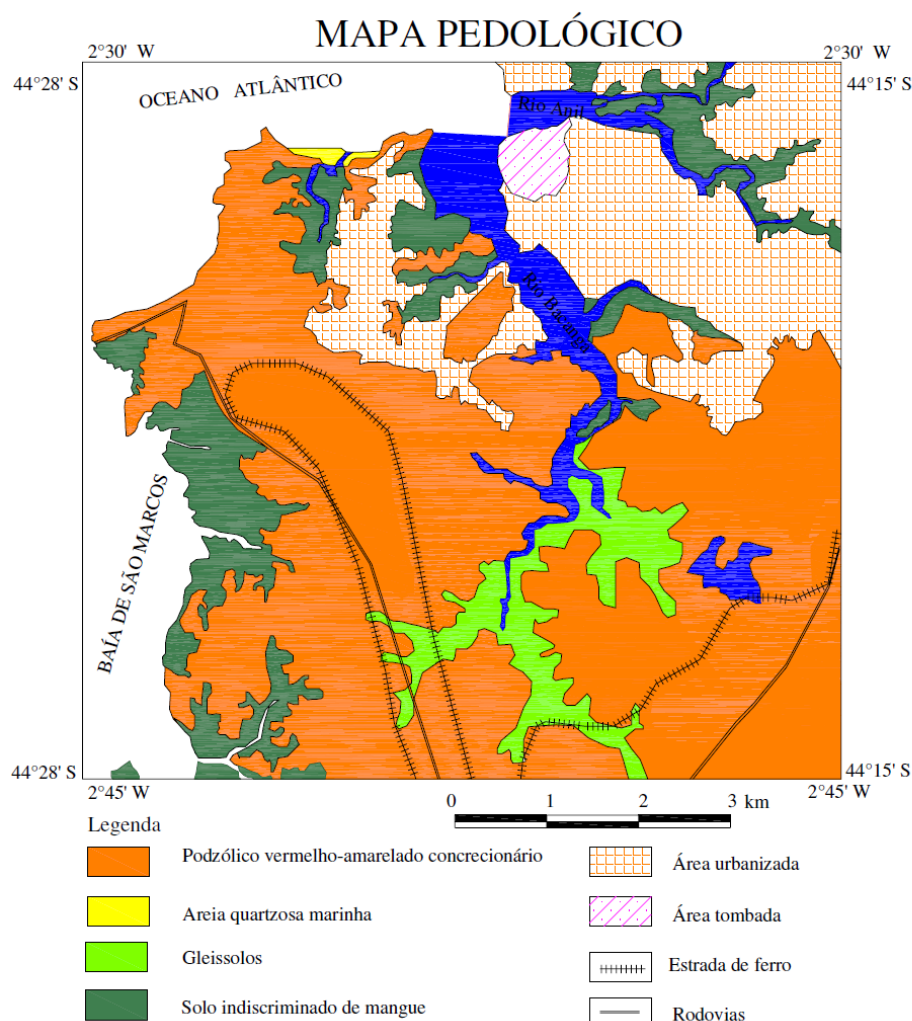 MAPA PEDOLÓGICO
2°30' W
2°30' W
44°28' S
44°15' S
OCEANO ATLÂNTICO
Rio Anil
Rio Bacanga
BAÍA DE SÃO MARCOS
44°28' S
44°15' S
2°45' W
2°45' W
0 1 2 3 km
Legenda
Podzólico vermelho-amarelado concrecionário
Areia quartzosa marinha
Gleissolos
Solo indiscriminado de mangue
Área urbanizada
Área tombada
Estrada de ferro
Rodovias